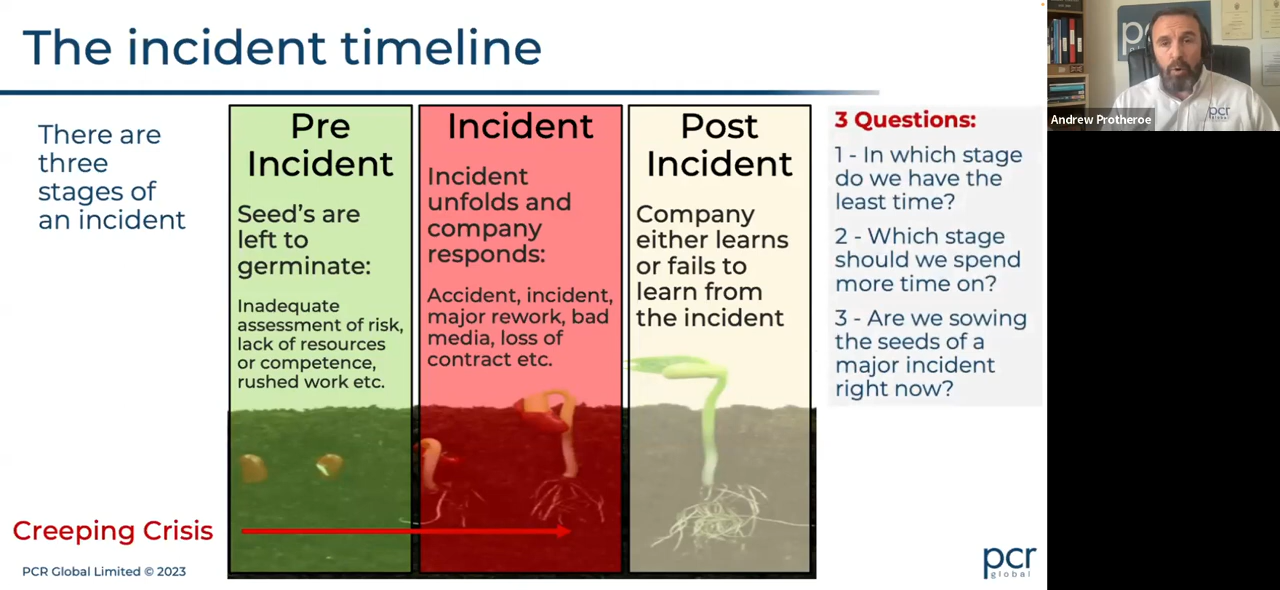 The incident timeline
There are
three
stages of
an incident
Pre
Incident
Seed's are
left to
germinate:
Inadequate
assessment of risk,
lack of resources
or competence,
rushed work etc.
Incident
Incident
unfolds and
company
responds:
Accident, incident,
major rework, bad
media, loss of
contract etc.
Post
Incident
Company
either learns
or fails to
learn from
the incident
3 Questions:
1 - In which stage
do we have the
least time?
2 - Which stage
should we spend
more time on?
3 - Are we sowing
the seeds of a
major incident
right now?
Creeping Crisis
PCR Global Limited © 2023
pcr
global
pcr
Andrew Protheroe
pcr
global